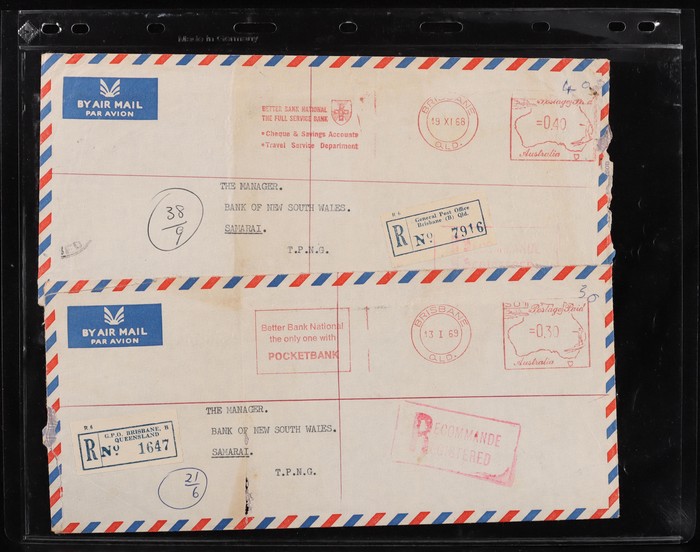 Made in Germany
BY AIR MAIL
PAR AVION
BETTER BANK NATIONAL
THE FULL SERVICE BANK
• Cheque & Savings Accounts
• Travel Service Department
BRISBANE
19 XI 68
QLD.
40
Postage Paid
=0.40
Australia
THE MANAGER.
BANK OF NEW SOUTH WALES.
SAMARAI.
T.P.N.G.
38
9
R 6
General Post Office
Brisbane (B) Qld.
R No 7916
BY AIR MAIL
PAR AVION
Better Bank National
the only one with
POCKETBANK
BRISBANE
13 I 69
QLD.
30
Postage Paid
=0.30
Australia
THE MANAGER.
BANK OF NEW SOUTH WALES.
SAMARAI.
T.P.N.G.
R 6
G.P.O. BRISBANE, B
QUEENSLAND
R No 1647
21
6
RECOMMANDE